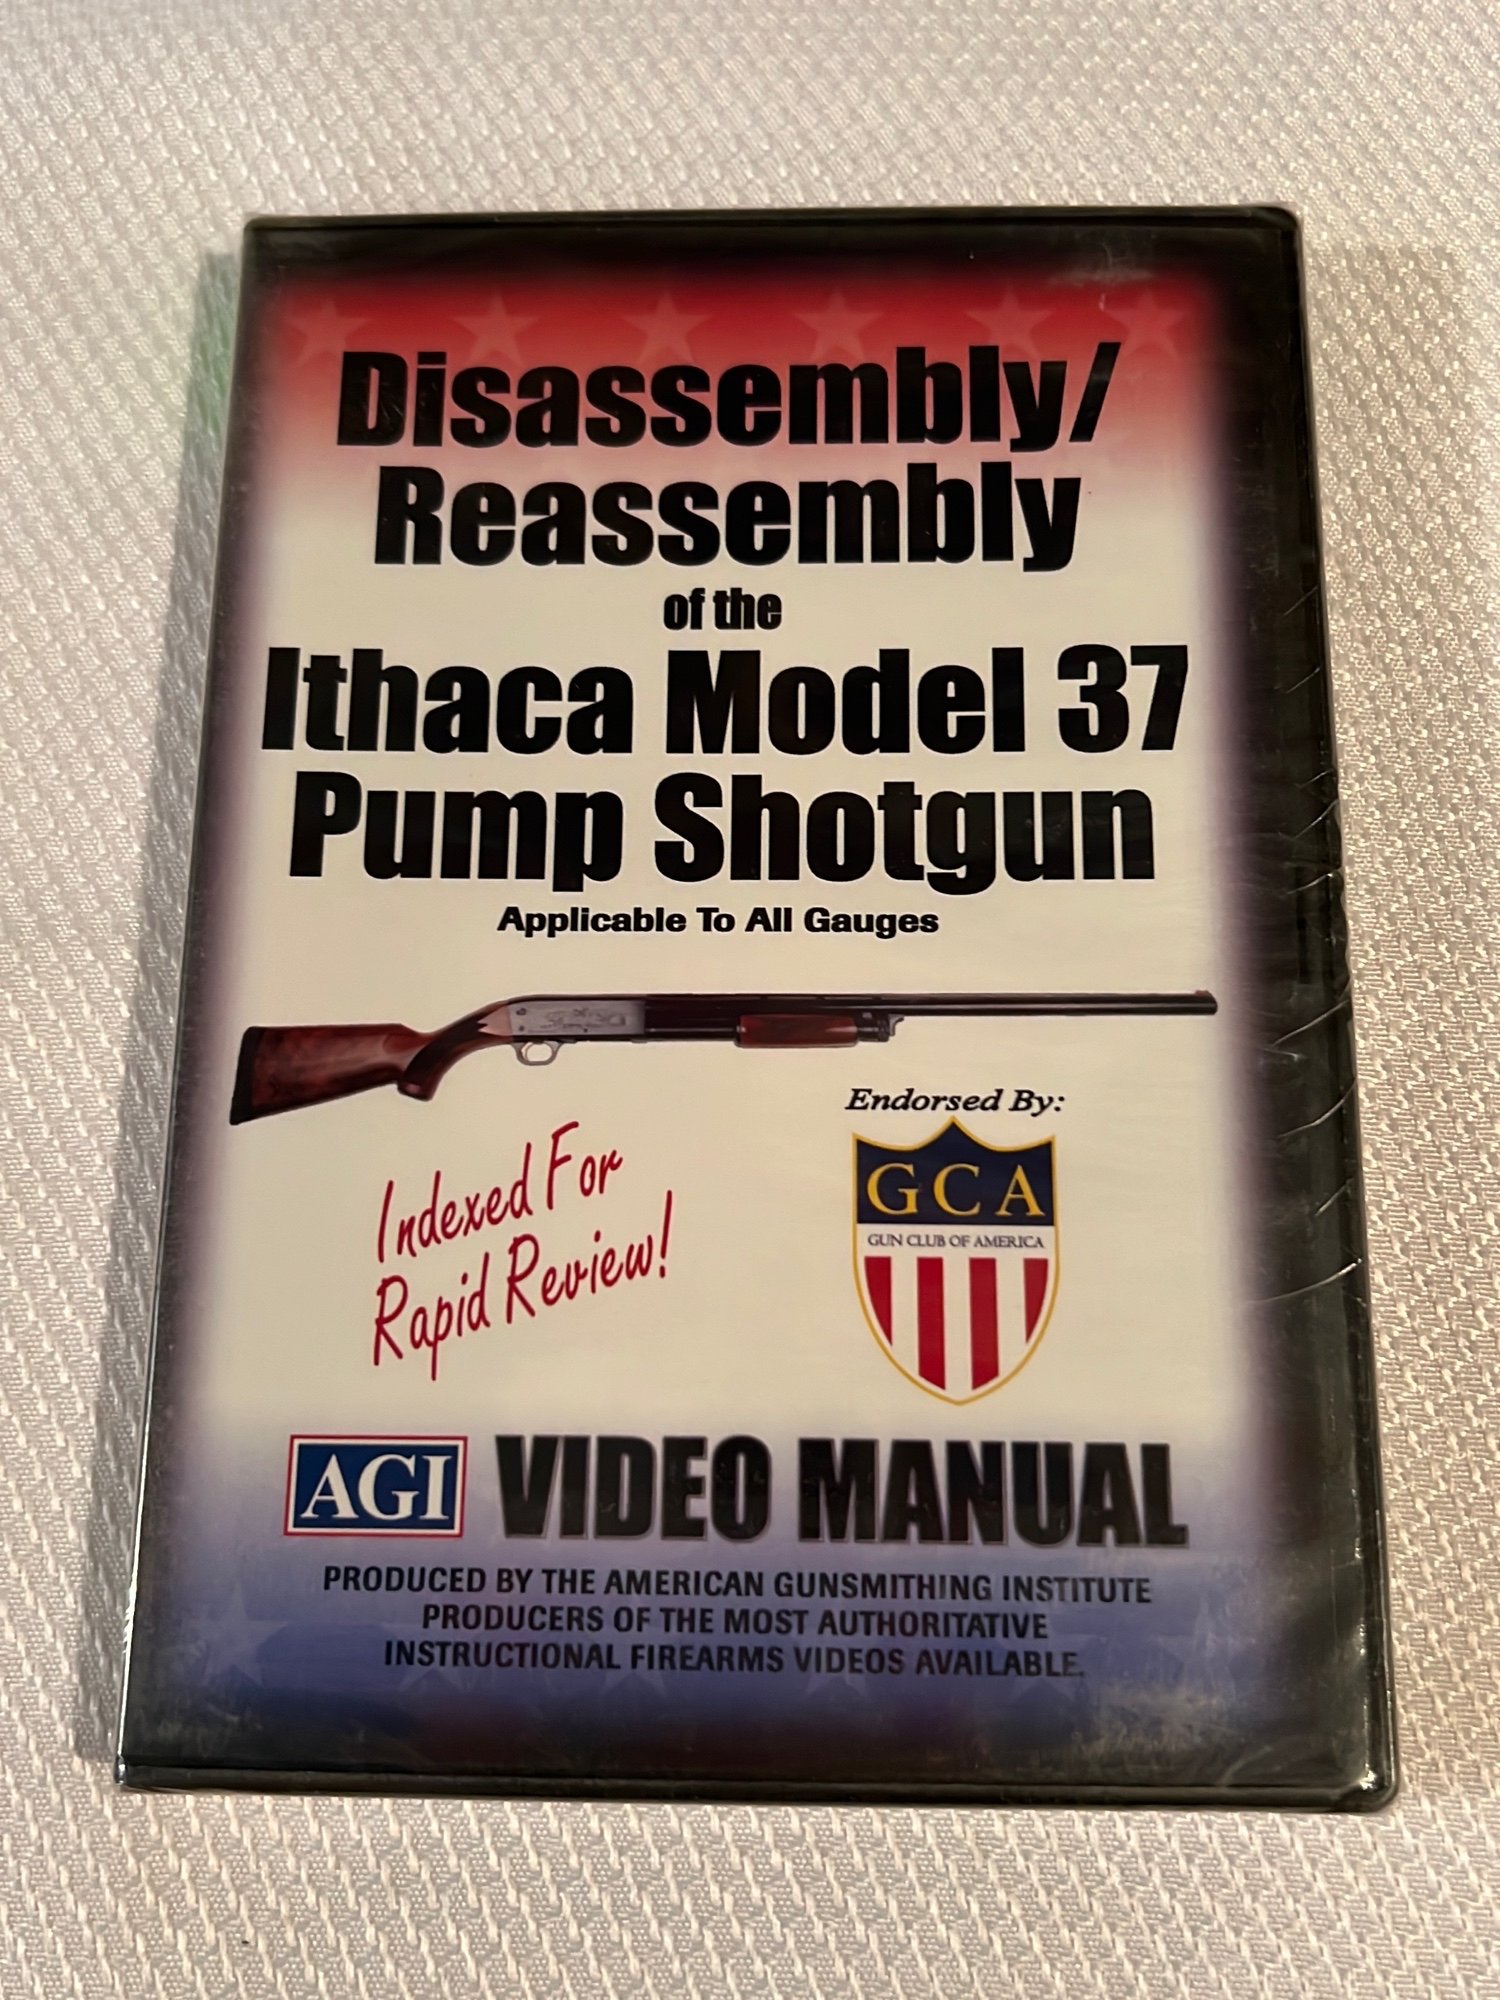 Disassembly/
Reassembly
of the
Ithaca Model 37
Pump Shotgun
Applicable To All Gauges
Endorsed By:
GCA
GUN CLUB OF AMERICA
Indexed For
Rapid Review!
AGI VIDEO MANUAL
PRODUCED BY THE AMERICAN GUNSMITHING INSTITUTE
PRODUCERS OF THE MOST AUTHORITATIVE
INSTRUCTIONAL FIREARMS VIDEOS AVAILABLE.